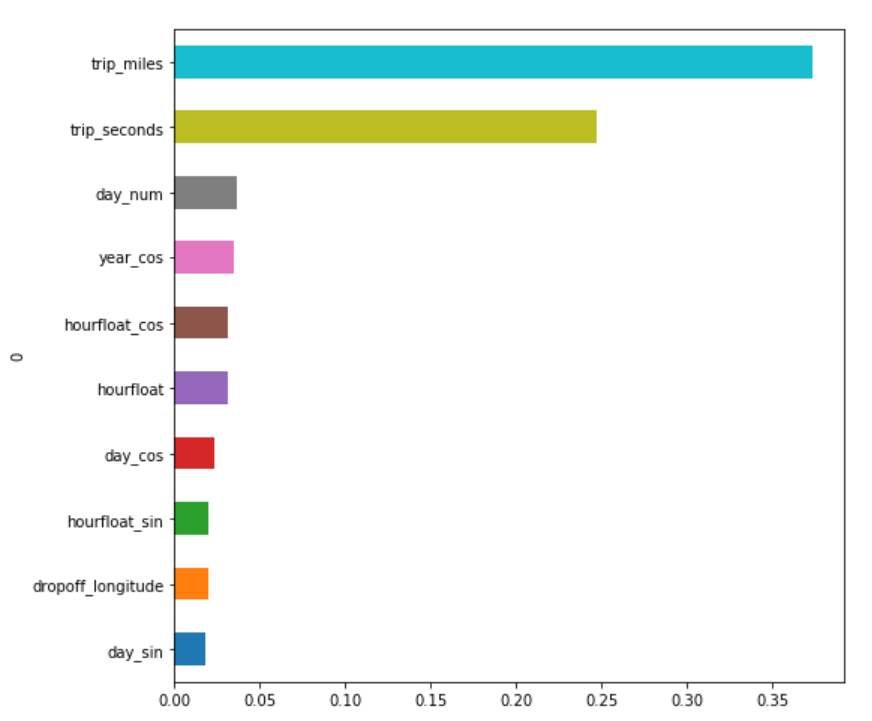 trip_miles
trip_seconds
day_num
year_cos
hourfloat_cos
0
hourfloat
day_cos
hourfloat_sin
dropoff_longitude
day_sin
0.00 0.05 0.10 0.15 0.20 0.25 0.30 0.35